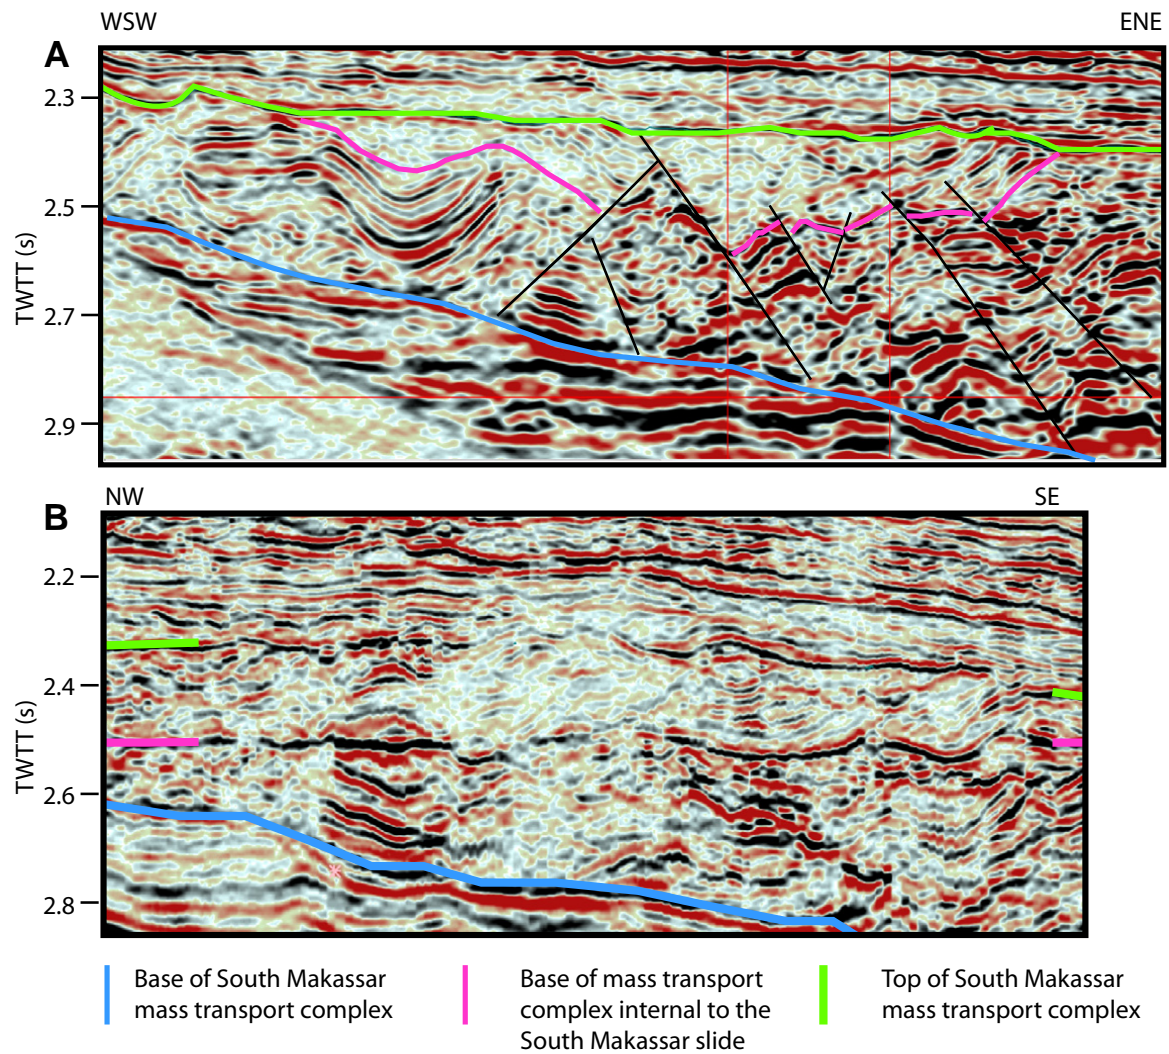 WSW
ENE
A
2.3
2.5
2.7
2.9
TWTT (s)
NW
SE
B
2.2
2.4
2.6
2.8
TWTT (s)
Base of South Makassar
mass transport complex
Base of mass transport
complex internal to the
South Makassar slide
Top of South Makassar
mass transport complex